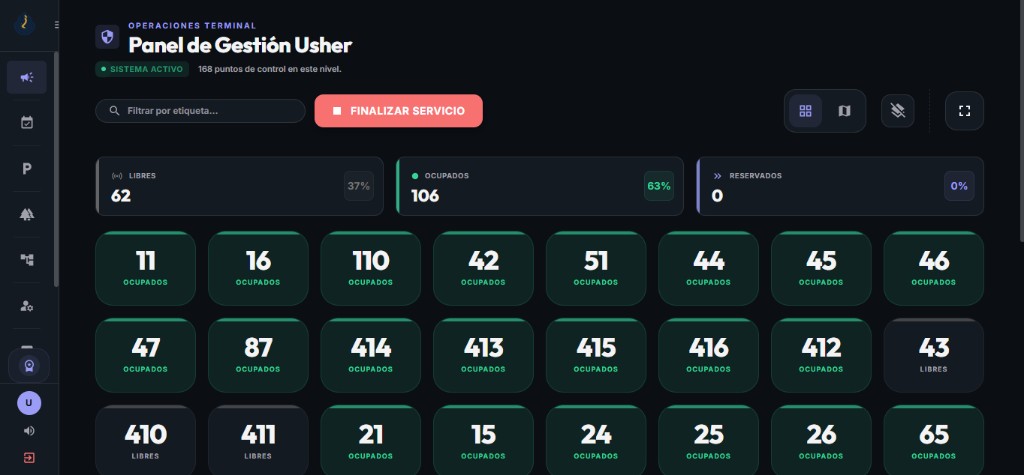 OPERACIONES TERMINAL
Panel de Gestión Usher
SISTEMA ACTIVO 168 puntos de control en este nivel.
Filtrar por etiqueta... FINALIZAR SERVICIO
LIBRES
62
37%
OCUPADOS
106
63%
RESERVADOS
0
0%
11 16 110 42 51 44 45 46
OCUPADOS OCUPADOS OCUPADOS OCUPADOS OCUPADOS OCUPADOS OCUPADOS OCUPADOS
47 87 414 413 415 416 412 43
OCUPADOS OCUPADOS OCUPADOS OCUPADOS OCUPADOS OCUPADOS OCUPADOS LIBRES
410 411 21 15 24 25 26 65
LIBRES LIBRES OCUPADOS OCUPADOS OCUPADOS OCUPADOS OCUPADOS OCUPADOS
P
U